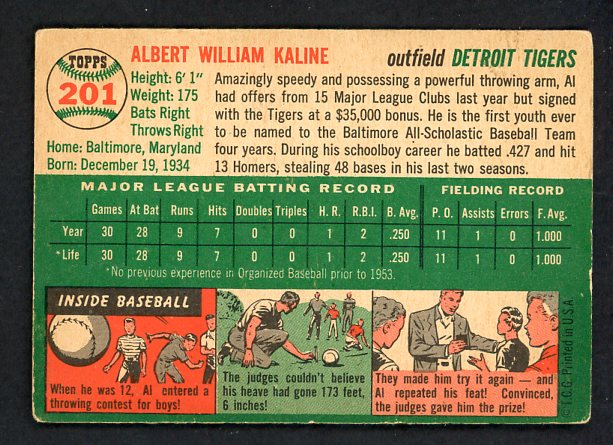 TOPPS
201
ALBERT WILLIAM KALINE
outfield DETROIT TIGERS
Height: 6' 1"
Weight: 175
Bats Right
Throws Right
Home: Baltimore, Maryland
Born: December 19, 1934
Amazingly speedy and possessing a powerful throwing arm, Al
had offers from 15 Major League Clubs last year but signed
with the Tigers at a $35,000 bonus. He is the first youth ever
to be named to the Baltimore All-Scholastic Baseball Team
four years. During his schoolboy career he batted .427 and hit
13 Homers, stealing 48 bases in his last two seasons.
MAJOR LEAGUE BATTING RECORD FIELDING RECORD
Games At Bat Runs Hits Doubles Triples H. R. R.B.I. B. Avg. P. O. Assists Errors F. Avg.
Year 30 28 9 7 0 0 1 2 .250 11 1 0 1.000
*Life 30 28 9 7 0 0 1 2 .250 11 1 0 1.000
*No previous experience in Organized Baseball prior to 1953.
INSIDE BASEBALL
When he was 12, Al entered a
throwing contest for boys!
The judges couldn't believe
his heave had gone 173 feet,
6 inches!
They made him try it again — and
Al repeated his feat! Convinced,
the judges gave him the prize!
© T.C.G. Printed in U.S.A.